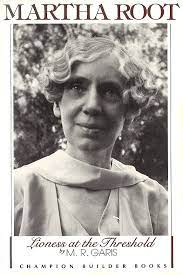 MARTHA ROOT
Lioness at the Threshold
by M. R. GARIS
CHAMPION BUILDER BOOKS